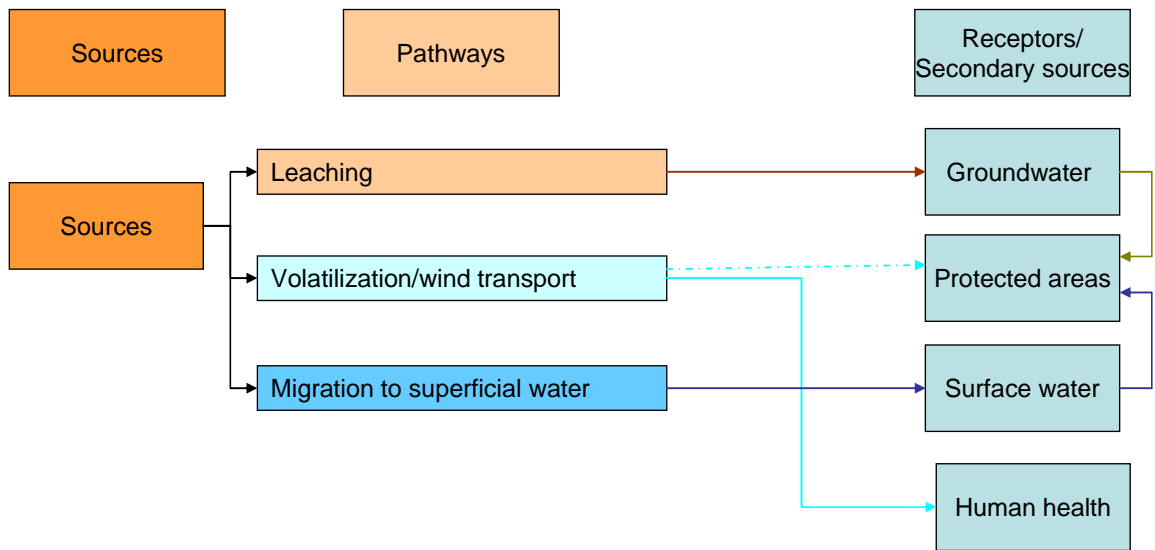 Sources
Pathways
Receptors/
Secondary sources
Leaching
Groundwater
Sources
Volatilization/wind transport
Protected areas
Migration to superficial water
Surface water
Human health